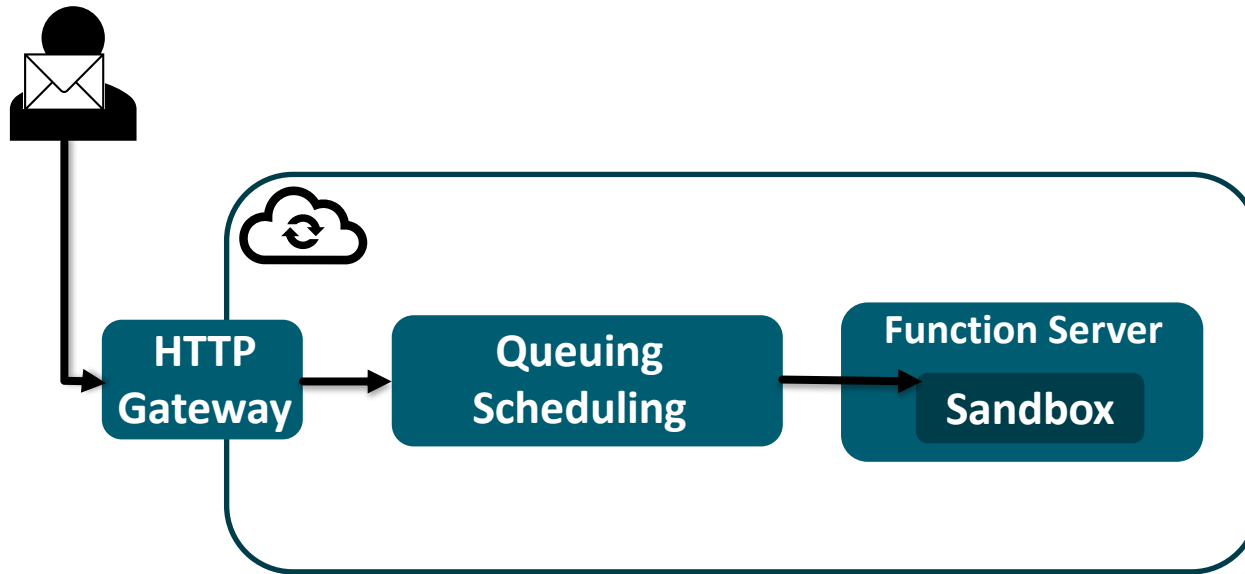 HTTP
Gateway
Queuing
Scheduling
Function Server
Sandbox